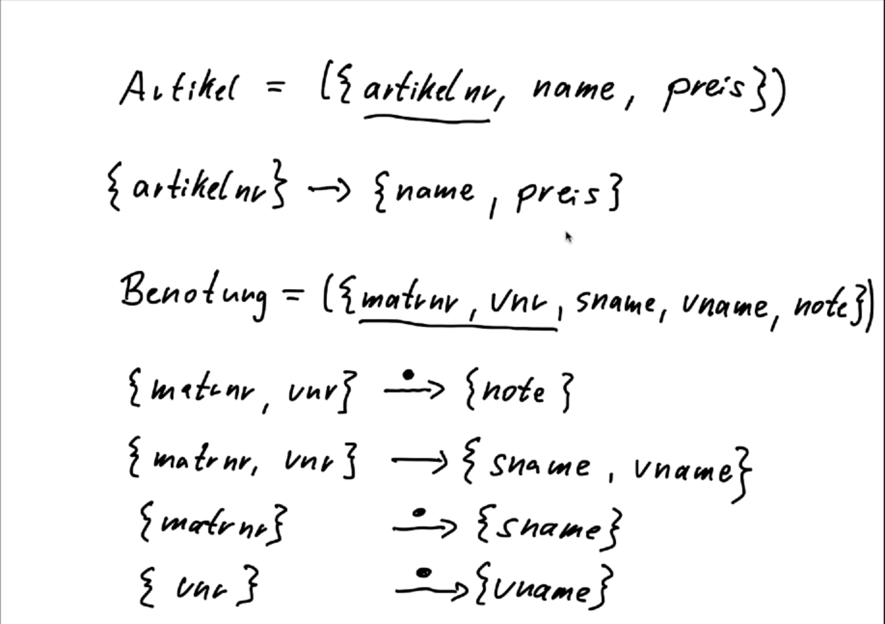 Artikel = ({artikelnr, name, preis})
{artikelnr} → {name, preis}
Benotung = ({matrnr, vnr, sname, vname, note})
{matrnr, vnr} →̇ {note}
{matrnr, vnr} → {sname, vname}
{matrnr} →̇ {sname}
{vnr} →̇ {vname}